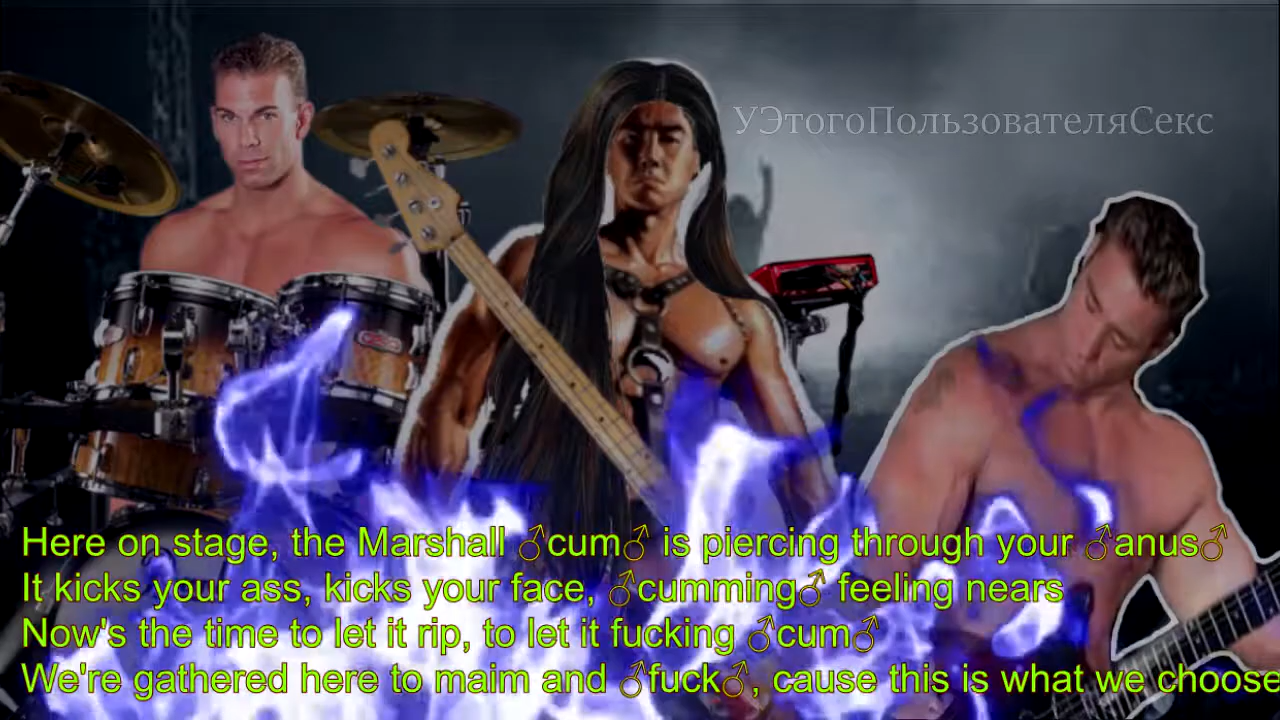 УЭтогоПользователяСекс
Here on stage, the Marshall ♂cum♂ is piercing through your ♂anus♂
It kicks your ass, kicks your face, ♂cumming♂ feeling nears
Now's the time to let it rip, to let it fucking ♂cum♂
We're gathered here to maim and ♂fuck♂, cause this is what we choose